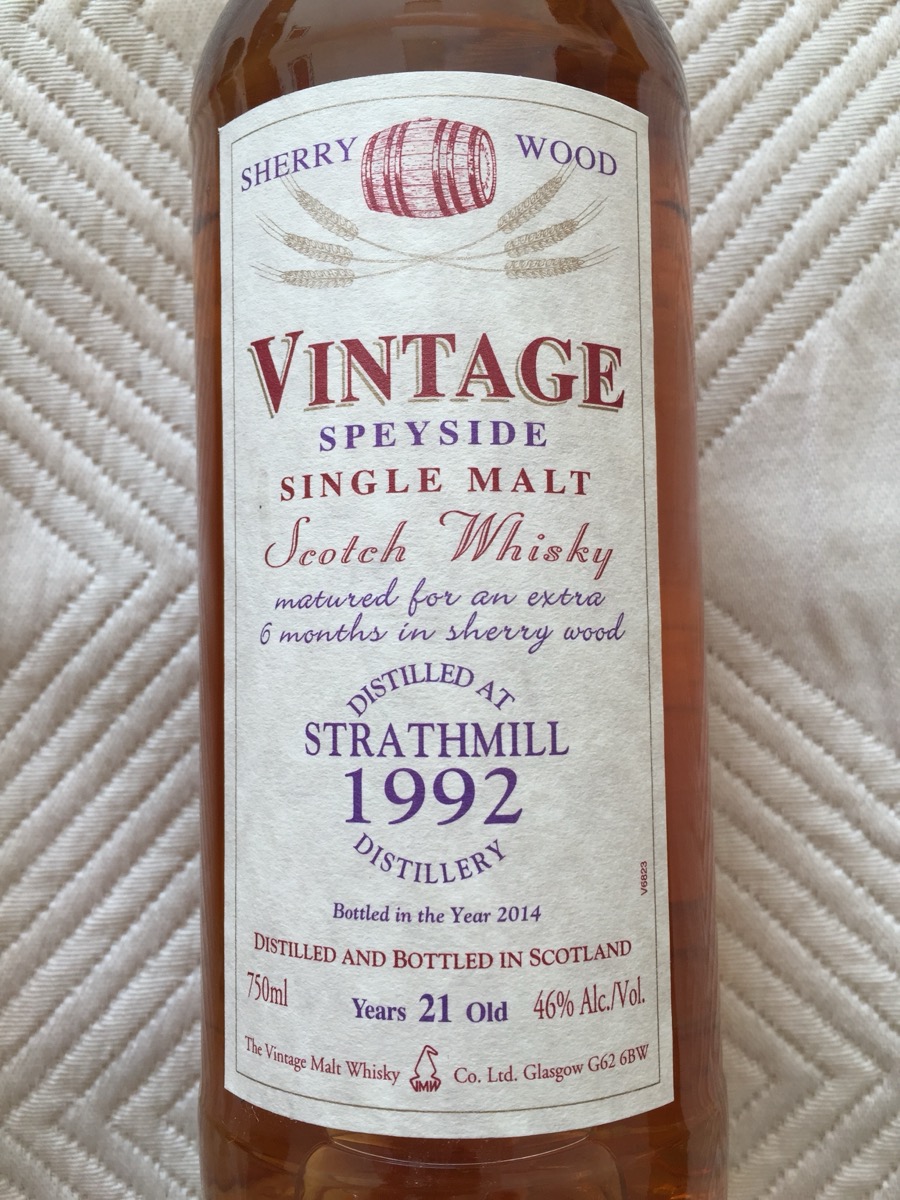 SHERRY WOOD
VINTAGE
SPEYSIDE
SINGLE MALT
Scotch Whisky
matured for an extra
6 months in sherry wood
DISTILLED AT
STRATHMILL
1992
DISTILLERY
V6823
Bottled in the Year 2014
DISTILLED AND BOTTLED IN SCOTLAND
750ml Years 21 Old 46% Alc./Vol.
The Vintage Malt Whisky VMW Co. Ltd. Glasgow G62 6BW